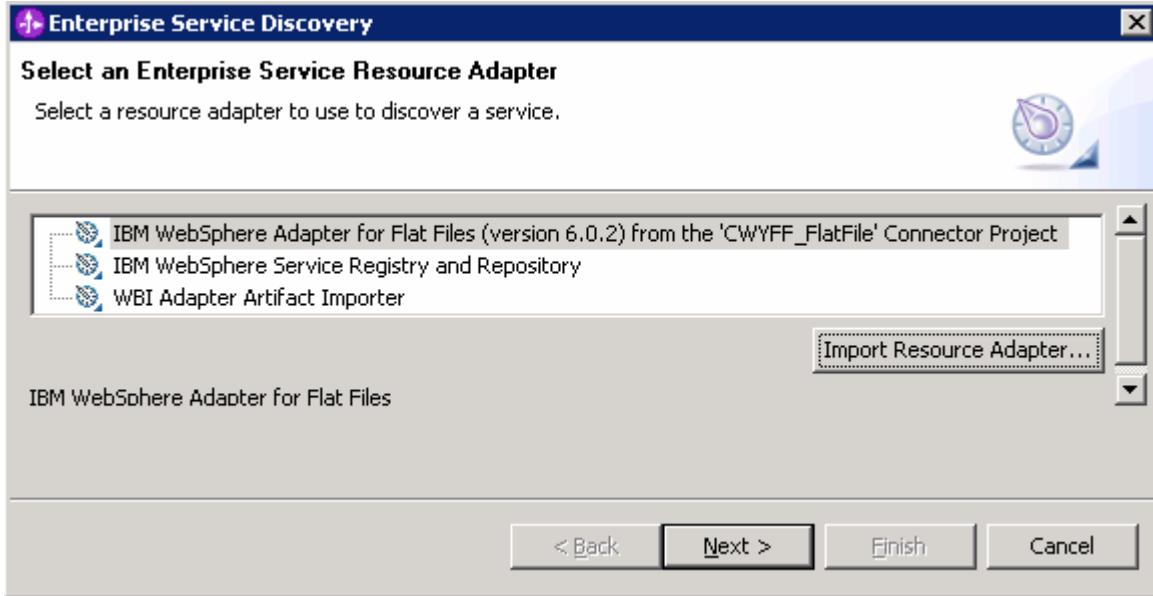 Enterprise Service Discovery
Select an Enterprise Service Resource Adapter
Select a resource adapter to use to discover a service.
IBM WebSphere Adapter for Flat Files (version 6.0.2) from the 'CWYFF_FlatFile' Connector Project
IBM WebSphere Service Registry and Repository
WBI Adapter Artifact Importer
Import Resource Adapter...
IBM WebSphere Adapter for Flat Files
< Back
Next >
Finish
Cancel